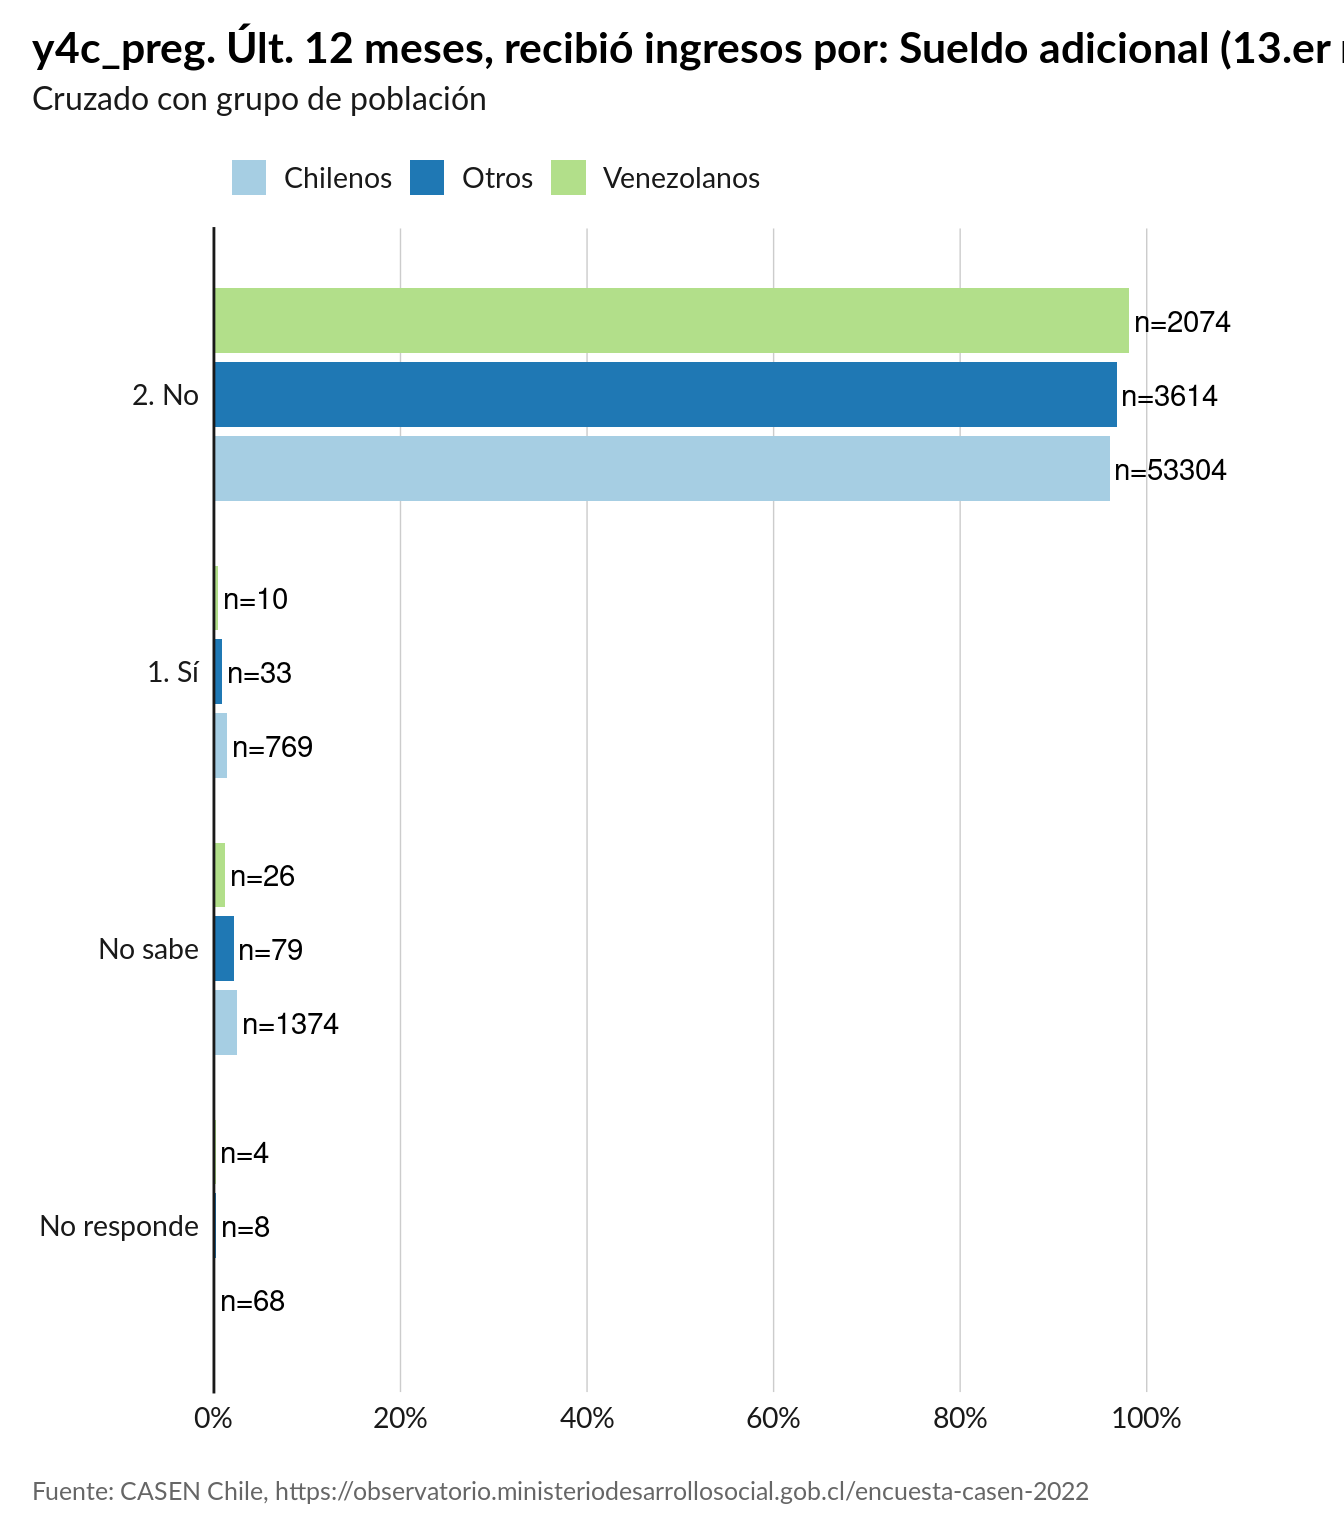 y4c_preg. Últ. 12 meses, recibió ingresos por: Sueldo adicional (13.er
Cruzado con grupo de población
Chilenos Otros Venezolanos
n=2074
2. No
n=3614
n=53304
n=10
1. Sí
n=33
n=769
n=26
No sabe
n=79
n=1374
n=4
No responde
n=8
n=68
0% 20% 40% 60% 80% 100%
Fuente: CASEN Chile, https://observatorio.ministeriodesarrollosocial.gob.cl/encuesta-casen-2022